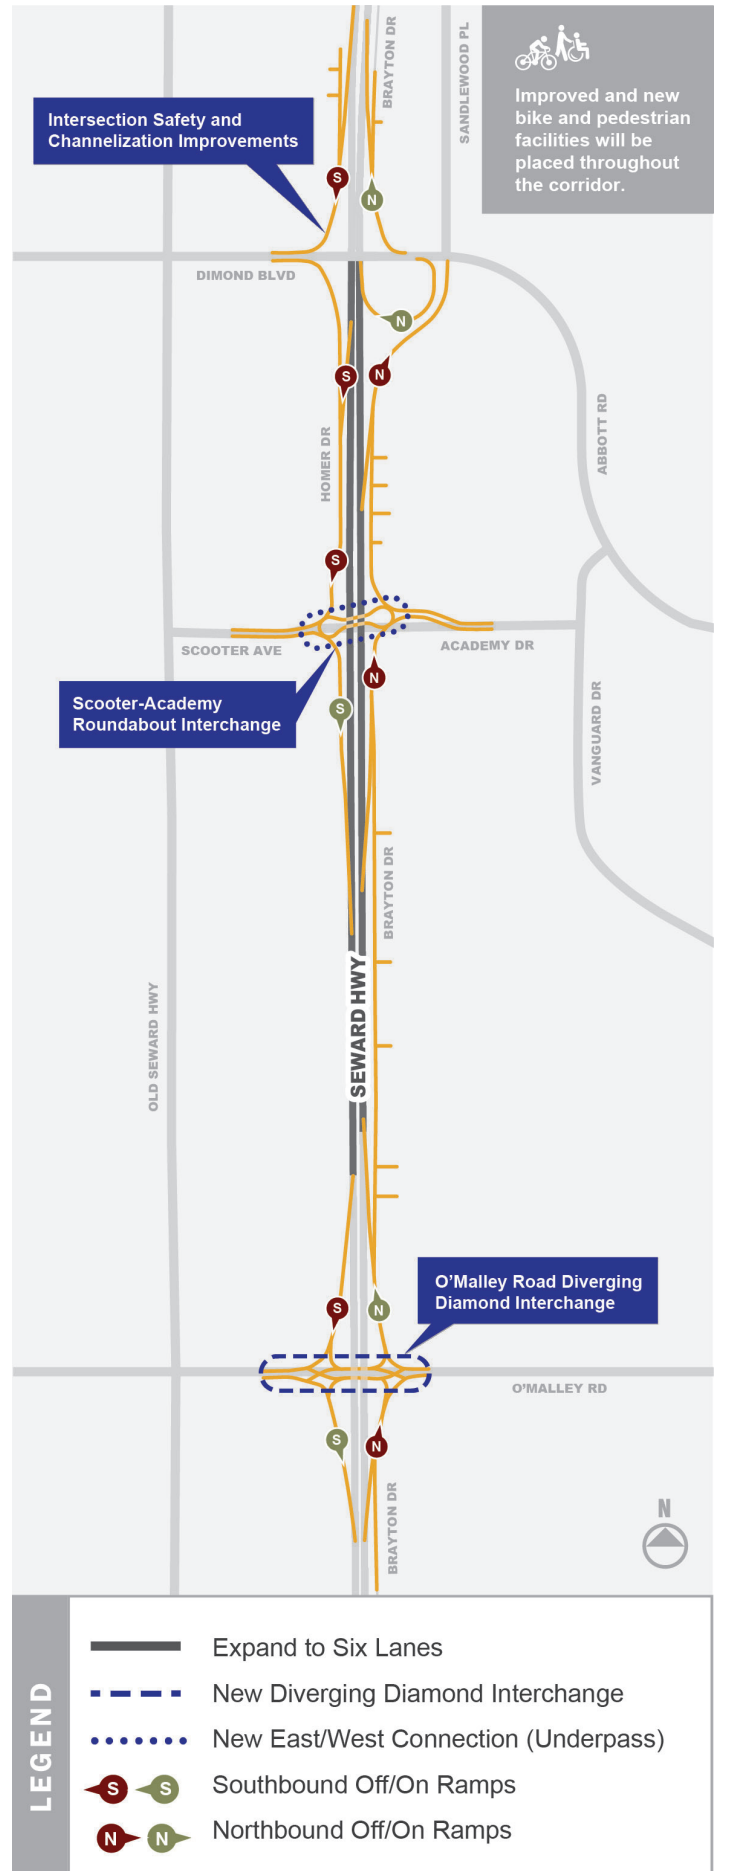 BRAYTON DR
SANDLEWOOD PL
Improved and new
bike and pedestrian
facilities will be
placed throughout
the corridor.
Intersection Safety and
Channelization Improvements
S
N
DIMOND BLVD
N
S
N
HOMER DR
ABBOTT RD
S
SCOOTER AVE
ACADEMY DR
Scooter-Academy
Roundabout Interchange
N
S
VANGUARD DR
BRAYTON DR
SEWARD HWY
OLD SEWARD HWY
O’Malley Road Diverging
Diamond Interchange
S
N
O’MALLEY RD
S
N
BRAYTON DR
N
LEGEND
Expand to Six Lanes
New Diverging Diamond Interchange
New East/West Connection (Underpass)
S S Southbound Off/On Ramps
N N Northbound Off/On Ramps